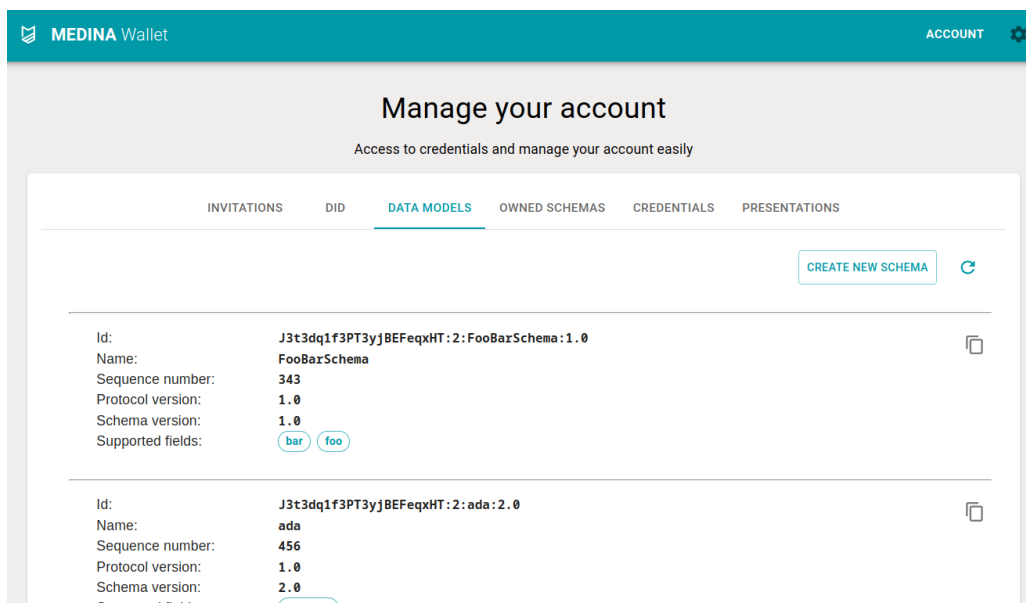 MEDINA Wallet
ACCOUNT
Manage your account
Access to credentials and manage your account easily
INVITATIONS DID DATA MODELS OWNED SCHEMAS CREDENTIALS PRESENTATIONS
CREATE NEW SCHEMA
Id: J3t3dq1f3PT3yjBEFeqxHT:2:FooBarSchema:1.0
Name: FooBarSchema
Sequence number: 343
Protocol version: 1.0
Schema version: 1.0
Supported fields: bar foo
Id: J3t3dq1f3PT3yjBEFeqxHT:2:ada:2.0
Name: ada
Sequence number: 456
Protocol version: 1.0
Schema version: 2.0